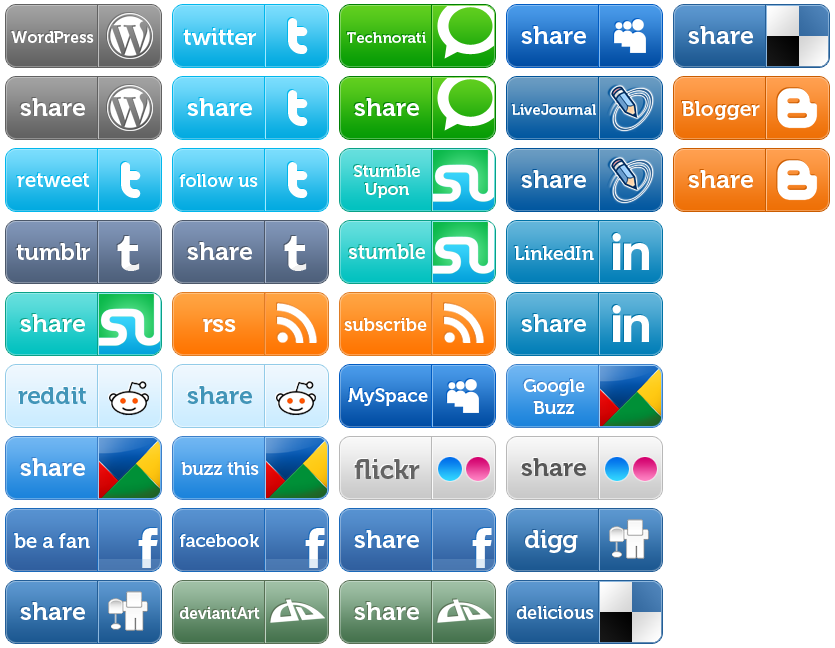 WordPress
twitter
Technorati
share
share
share
share
share
LiveJournal
Blogger
retweet
follow us
Stumble
Upon
share
share
tumblr
share
stumble
LinkedIn
share
rss
subscribe
share
reddit
share
MySpace
Google
Buzz
share
buzz this
flickr
share
be a fan
facebook
share
digg
share
deviantArt
share
delicious